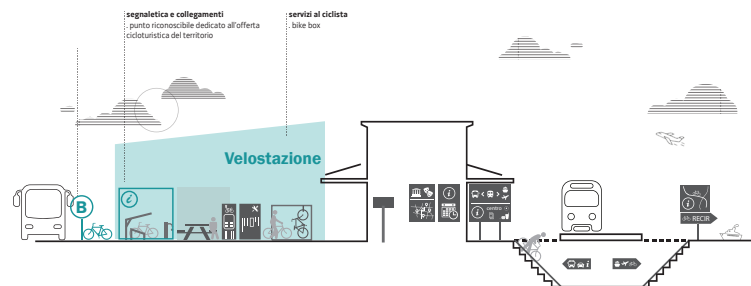 segnaletica e collegamenti
. punto riconoscibile dedicato all'offerta
cicloturistica del territorio
servizi al ciclista
. bike box
Velostazione
B
i
i
i
i
centro
RECIR
i